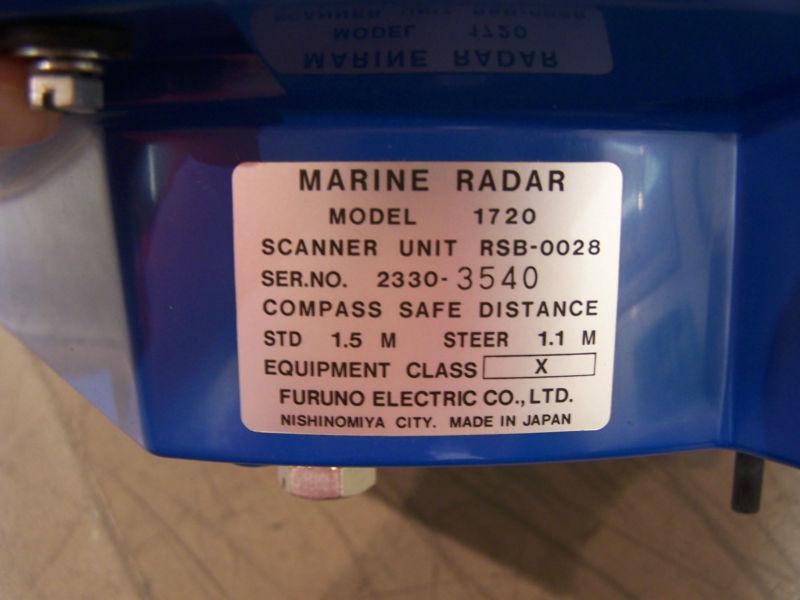 MARINE RADAR
MODEL 1720
SCANNER UNIT RSB-0028
SER.NO. 2330-3540
COMPASS SAFE DISTANCE
STD 1.5 M STEER 1.1 M
EQUIPMENT CLASS X
FURUNO ELECTRIC CO.,LTD.
NISHINOMIYA CITY. MADE IN JAPAN